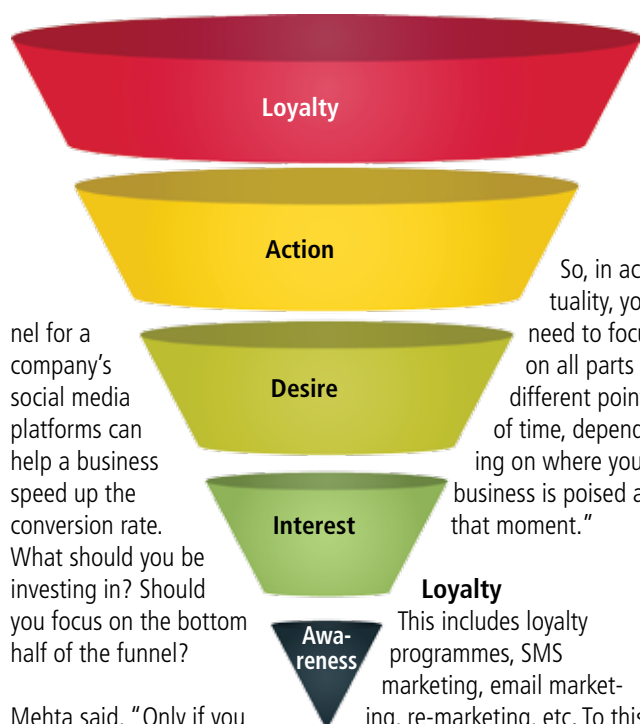 Loyalty
Action
Desire
Interest
Awa-
reness
nel for a
company's
social media
platforms can
help a business
speed up the
conversion rate.
What should you be
investing in? Should
you focus on the bottom
half of the funnel?
Mehta said, “Only if you
So, in ac
tuality, yo
need to focu
on all parts
different poin
of time, depend
ing on where you
business is poised a
that moment.”
Loyalty
This includes loyalty
programmes, SMS
marketing, email market-
ing, re-marketing, etc. To this